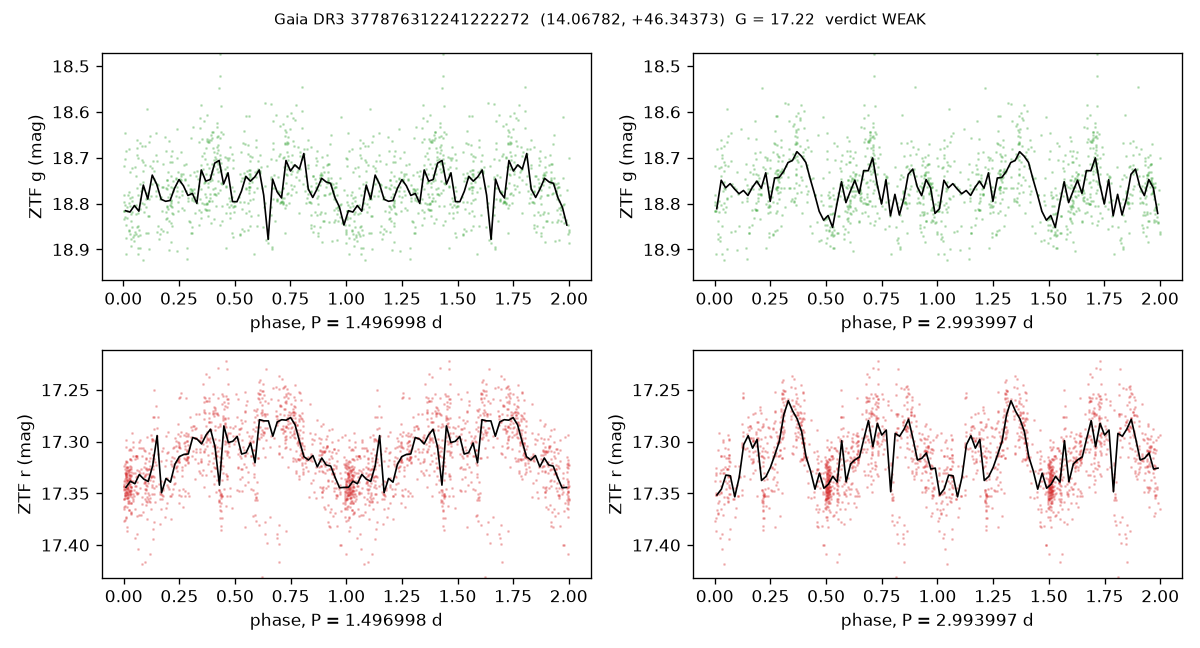 Gaia DR3 377876312241222272  (14.06782, +46.34373)  G = 17.22  verdict WEAK
ZTF g (mag)
18.5
18.6
18.7
18.8
18.9
0.00 0.25 0.50 0.75 1.00 1.25 1.50 1.75 2.00
phase, P = 1.496998 d
ZTF g (mag)
18.5
18.6
18.7
18.8
18.9
0.00 0.25 0.50 0.75 1.00 1.25 1.50 1.75 2.00
phase, P = 2.993997 d
ZTF r (mag)
17.25
17.30
17.35
17.40
0.00 0.25 0.50 0.75 1.00 1.25 1.50 1.75 2.00
phase, P = 1.496998 d
ZTF r (mag)
17.25
17.30
17.35
17.40
0.00 0.25 0.50 0.75 1.00 1.25 1.50 1.75 2.00
phase, P = 2.993997 d